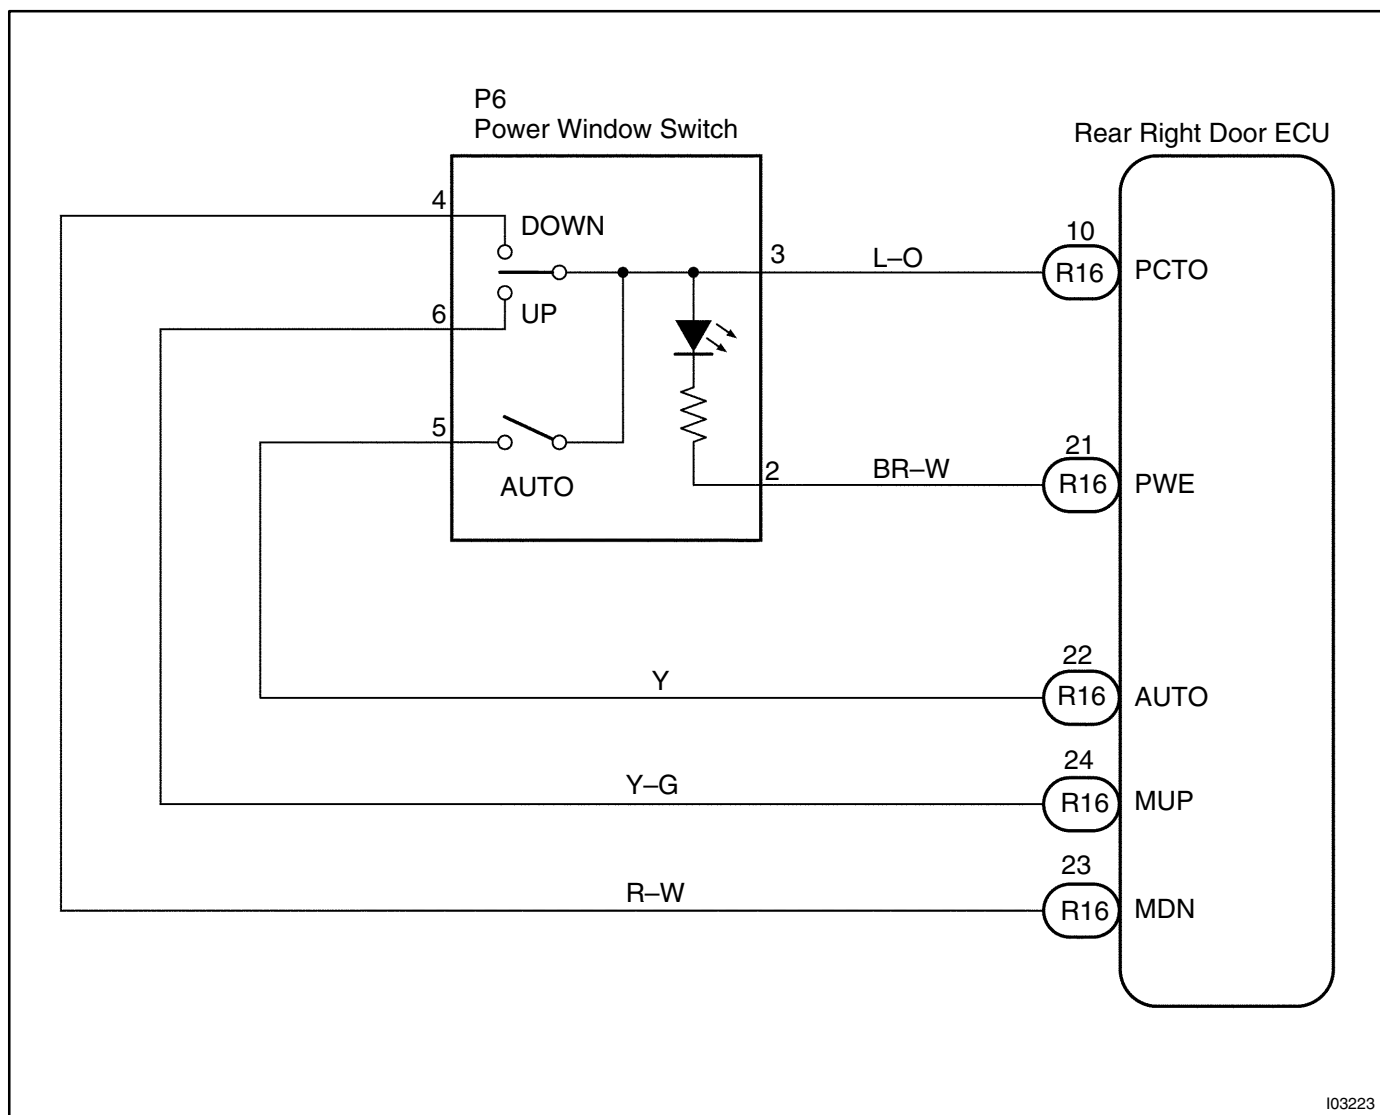 P6
Power Window Switch
Rear Right Door ECU
4
DOWN
3
L–O
10
R16
PCTO
6
UP
5
AUTO
2
BR–W
21
R16
PWE
Y
22
R16
AUTO
Y–G
24
R16
MUP
R–W
23
R16
MDN
I03223